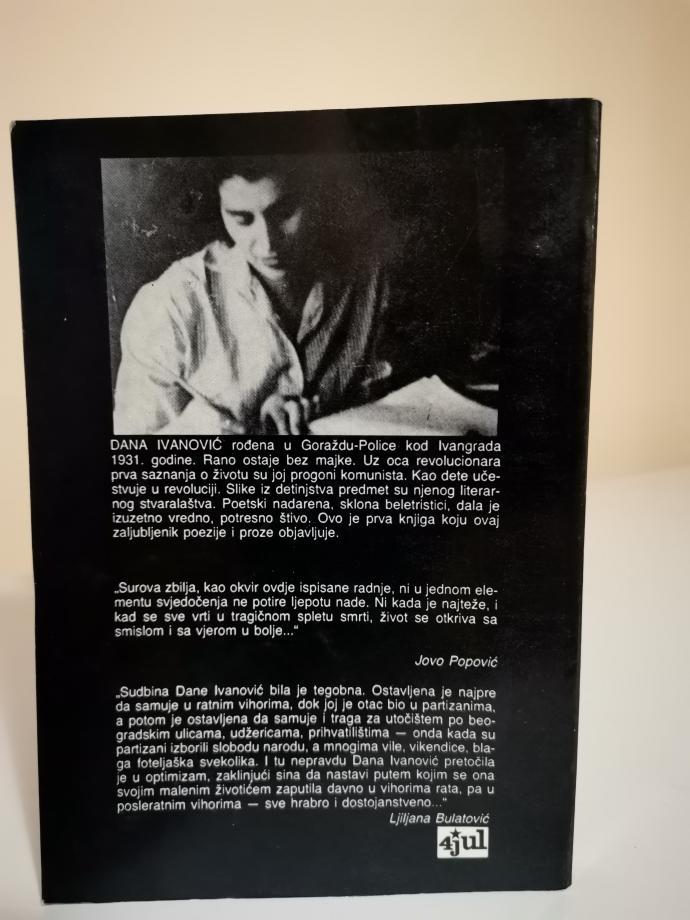 DANA IVANOVIĆ rođena u Goraždu-Police kod Ivangrada
1931. godine. Rano ostaje bez majke. Uz oca revolucionara
prva saznanja o životu su joj progoni komunista. Kao dete uče-
stvuje u revoluciji. Slike iz detinjstva predmet su njenog literar-
nog stvaralaštva. Poetski nadarena, sklona beletristici, dala je
izuzetno vredno, potresno štivo. Ovo je prva knjiga koju ovaj
zaljubljenik poezije i proze objavljuje.
„Surova zbilja, kao okvir ovdje ispisane radnje, ni u jednom ele-
mentu svjedočenja ne potire ljepotu nade. Ni kada je najteže, i
kad se sve vrti u tragičnom spletu smrti, život se otkriva sa
smislom i sa vjerom u bolje...“
Jovo Popović
„Sudbina Dane Ivanović bila je tegobna. Ostavljena je najpre
da samuje u ratnim vihorima, dok joj je otac bio u partizanima,
a potom je ostavljena da samuje i traga za utočištem po beo-
gradskim ulicama, udžericama, prihvatilištima — onda kada su
partizani izborili slobodu narodu, a mnogima vile, vikendice, bla-
ga foteljaška svekolika. I tu nepravdu Dana Ivanović pretočila
je u optimizam, zaklinjući sina da nastavi putem kojim se ona
svojim malenim životićem zaputila davno u vihorima rata, pa u
posleratnim vihorima — sve hrabro i dostojanstveno...“
Ljiljana Bulatović
4jul